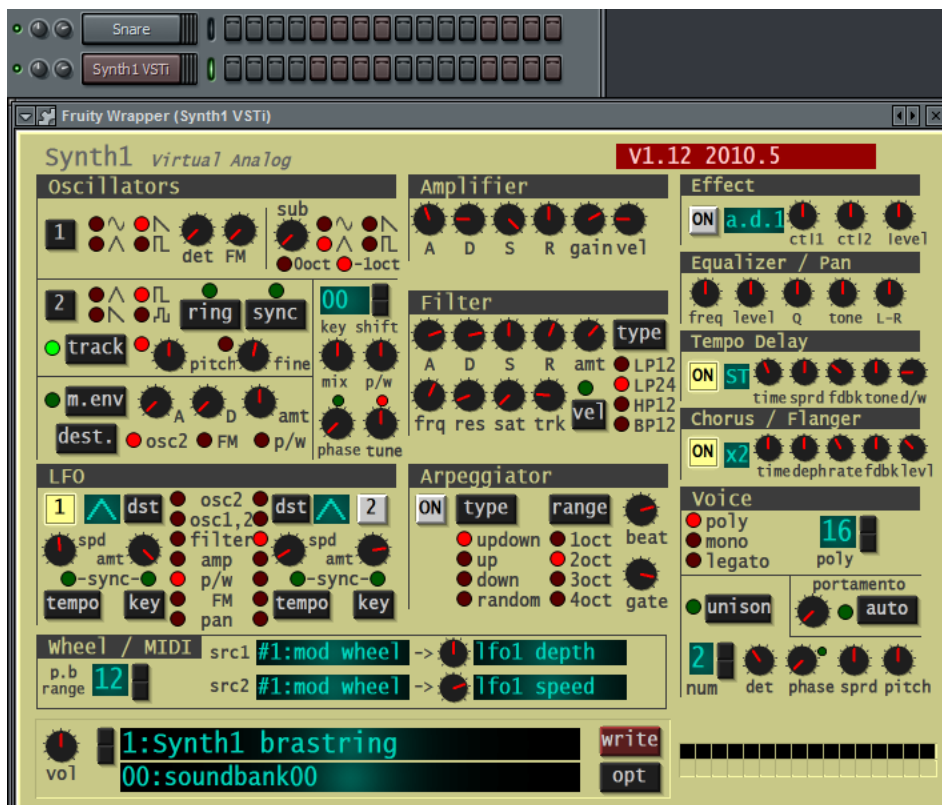 Snare
Synth1 VSTi
Fruity Wrapper (Synth1 VSTi)
Synth1 Virtual Analog
V1.12 2010.5
Oscillators
1
det FM
sub
0oct -1oct
2
ring sync
track
pitch fine
00
key shift
mix p/w
phase tune
m.env
A D amt
dest.
osc2 FM p/w
Amplifier
A D S R gain vel
Filter
A D S R amt
type
LP12
LP24
HP12
BP12
frq res sat trk
vel
Effect
ON a.d.1
ctl1 ctl2 level
Equalizer / Pan
freq level Q tone L-R
Tempo Delay
ON ST
time sprd fdbk tone d/w
Chorus / Flanger
ON x2
time deph rate fdbk levl
LFO
1 dst
spd
amt
sync
tempo key
osc2
osc1,2
filter
amp
p/w
FM
pan
dst 2
spd
amt
sync
tempo key
Arpeggiator
ON type range
updown
up
down
random
1oct
2oct
3oct
4oct
beat
gate
Voice
poly
mono
legato
16
poly
portamento
unison
auto
2
num det phase sprd pitch
Wheel / MIDI
p.b
range 12
src1 #1:mod wheel -> lfo1 depth
src2 #1:mod wheel -> lfo1 speed
vol
1:Synth1 brastring
00:soundbank00
write
opt